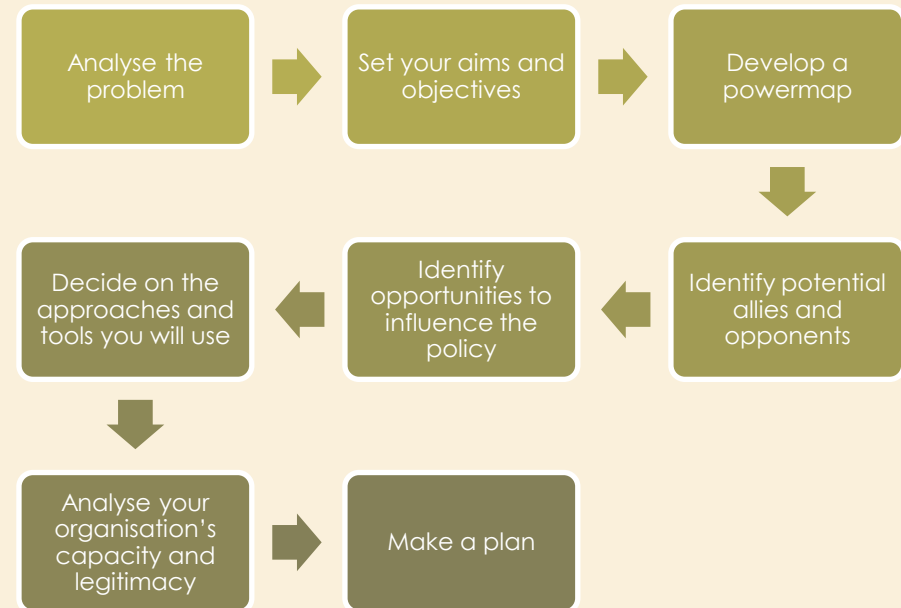 Analyse the
problem
Set your aims and
objectives
Develop a
powermap
Identify potential
allies and
opponents
Identify
opportunities to
influence the
policy
Decide on the
approaches and
tools you will use
Analyse your
organisation’s
capacity and
legitimacy
Make a plan